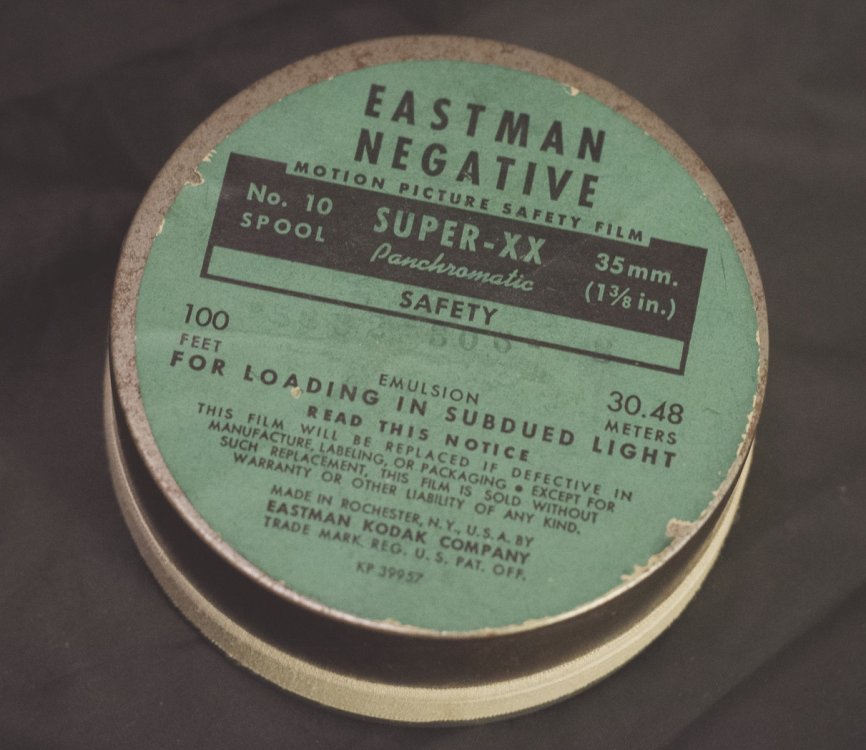 EASTMAN
NEGATIVE
MOTION PICTURE SAFETY FILM
No. 10
SPOOL
SUPER-XX
Panchromatic
35mm.
(1⅜ in.)
SAFETY
100
FEET
EMULSION
30.48
METERS
FOR LOADING IN SUBDUED LIGHT
READ THIS NOTICE
THIS FILM WILL BE REPLACED IF DEFECTIVE IN
MANUFACTURE, LABELING, OR PACKAGING • EXCEPT FOR
SUCH REPLACEMENT, THIS FILM IS SOLD WITHOUT
WARRANTY OR OTHER LIABILITY OF ANY KIND.
MADE IN ROCHESTER, N. Y., U. S. A. BY
EASTMAN KODAK COMPANY
TRADE MARK REG. U. S. PAT. OFF.
KP-39957